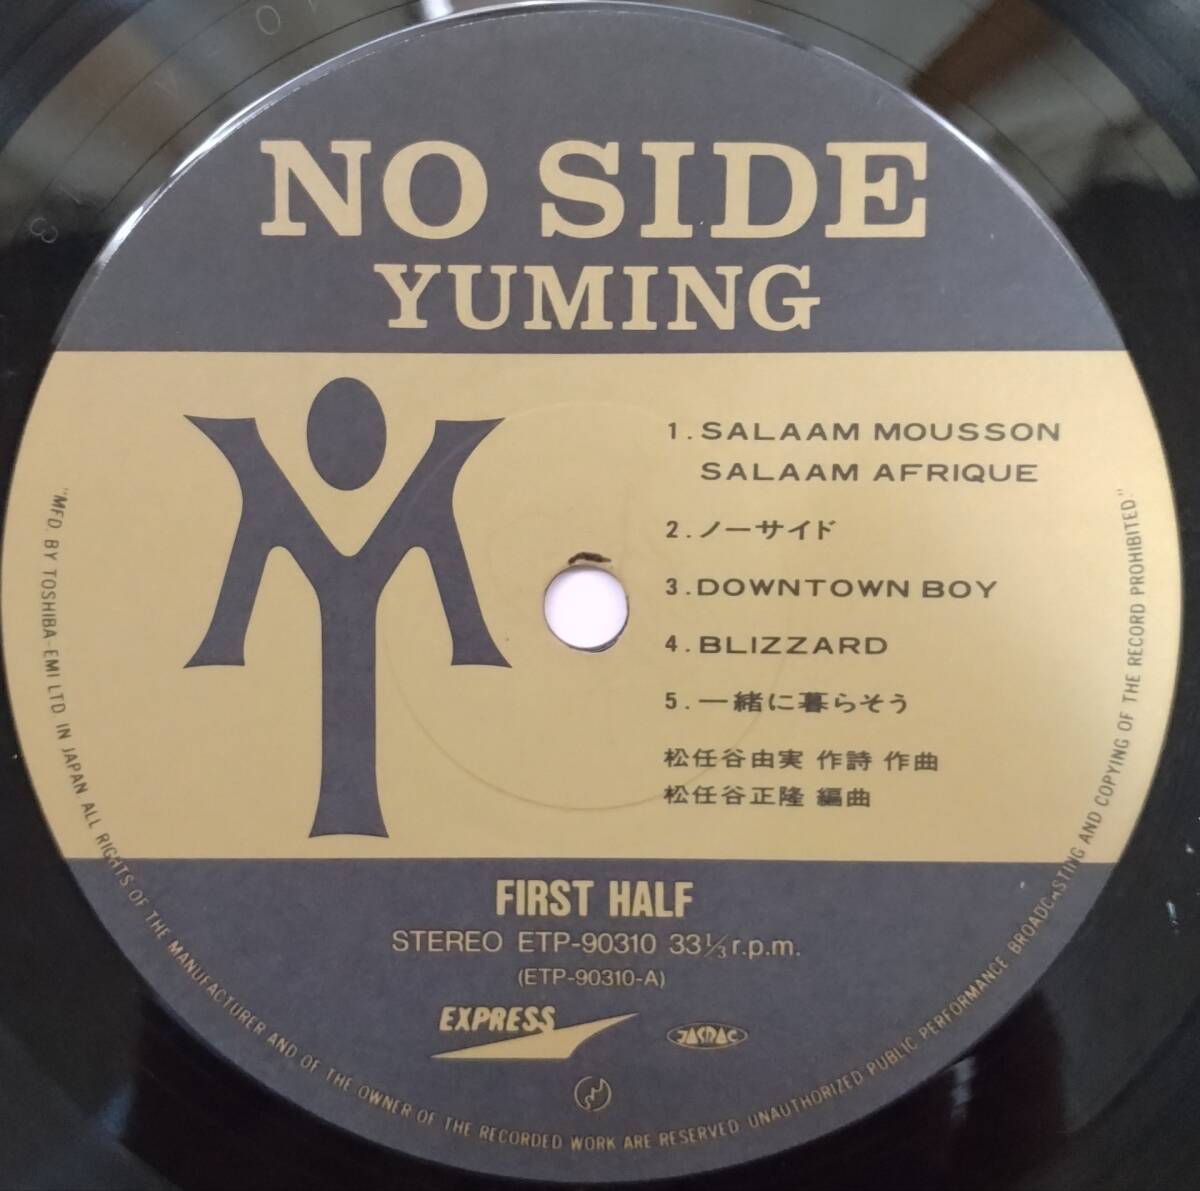 NO SIDE
YUMING
1. SALAAM MOUSSON
SALAAM AFRIQUE
2. ノーサイド
3. DOWNTOWN BOY
4. BLIZZARD
5. 一緒に暮らそう
松任谷由実 作詩 作曲
松任谷正隆 編曲
FIRST HALF
STEREO ETP-90310 33⅓ r.p.m.
(ETP-90310-A)
EXPRESS
JASRAC
"MFD. BY TOSHIBA-EMI LTD. IN JAPAN ALL RIGHTS OF THE MANUFACTURER AND OF THE OWNER OF THE RECORDED WORK ARE RESERVED UNAUTHORIZED PUBLIC PERFORMANCE BROADCASTING AND COPYING OF THE RECORD PROHIBITED."